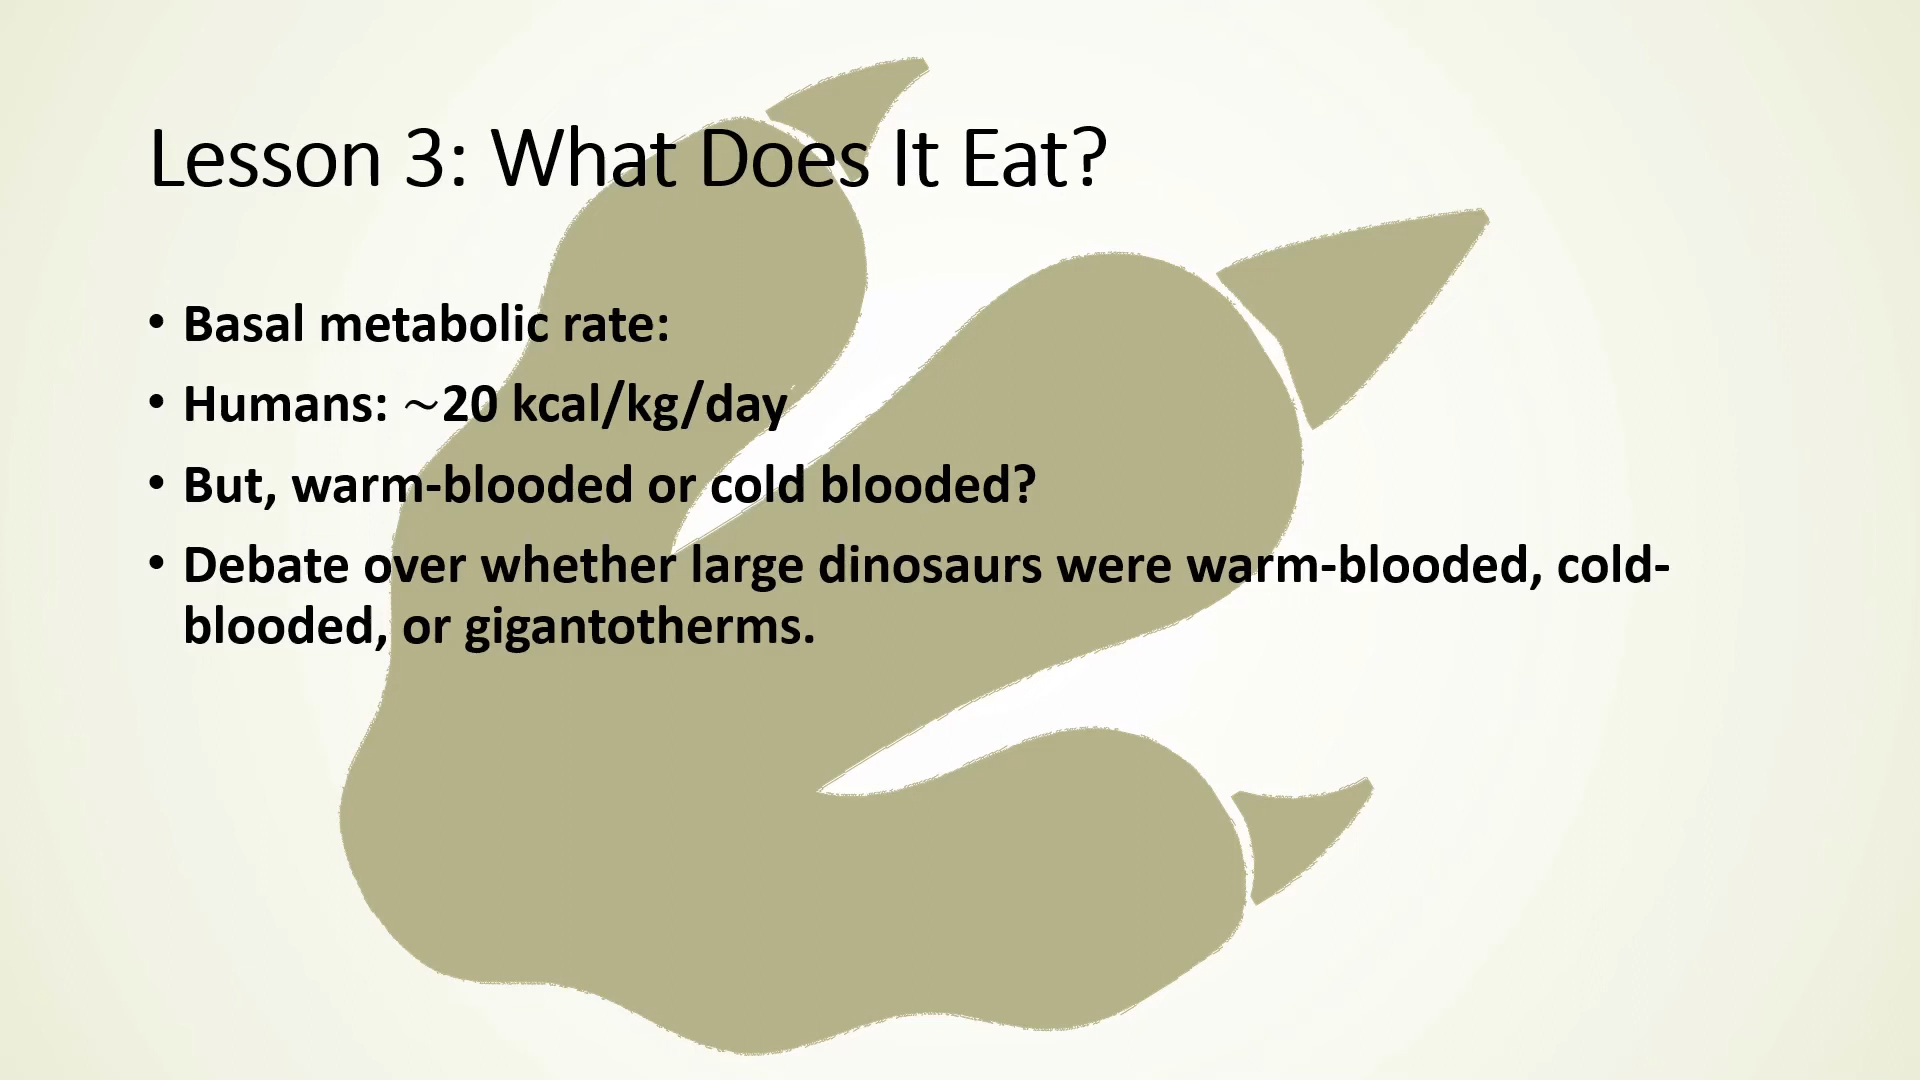 Lesson 3: What Does It Eat?
• Basal metabolic rate:
• Humans: ~20 kcal/kg/day
• But, warm-blooded or cold blooded?
• Debate over whether large dinosaurs were warm-blooded, cold-
blooded, or gigantotherms.